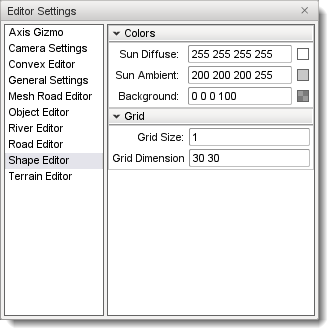 Editor Settings
Axis Gizmo
Camera Settings
Convex Editor
General Settings
Mesh Road Editor
Object Editor
River Editor
Road Editor
Shape Editor
Terrain Editor
Colors
Sun Diffuse: 255 255 255 255
Sun Ambient: 200 200 200 255
Background: 0 0 0 100
Grid
Grid Size: 1
Grid Dimension 30 30